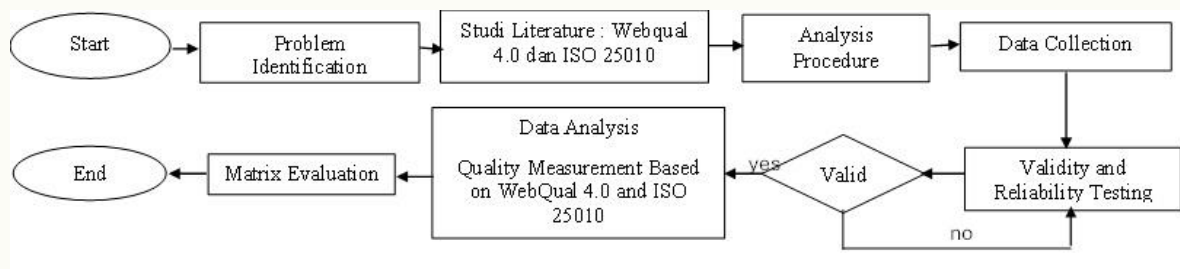 Start
Problem
Identification
Studi Literature : Webqual
4.0 dan ISO 25010
Analysis
Procedure
Data Collection
Validity and
Reliability Testing
Valid
yes
no
Data Analysis
Quality Measurement Based
on WebQual 4.0 and ISO
25010
Matrix Evaluation
End